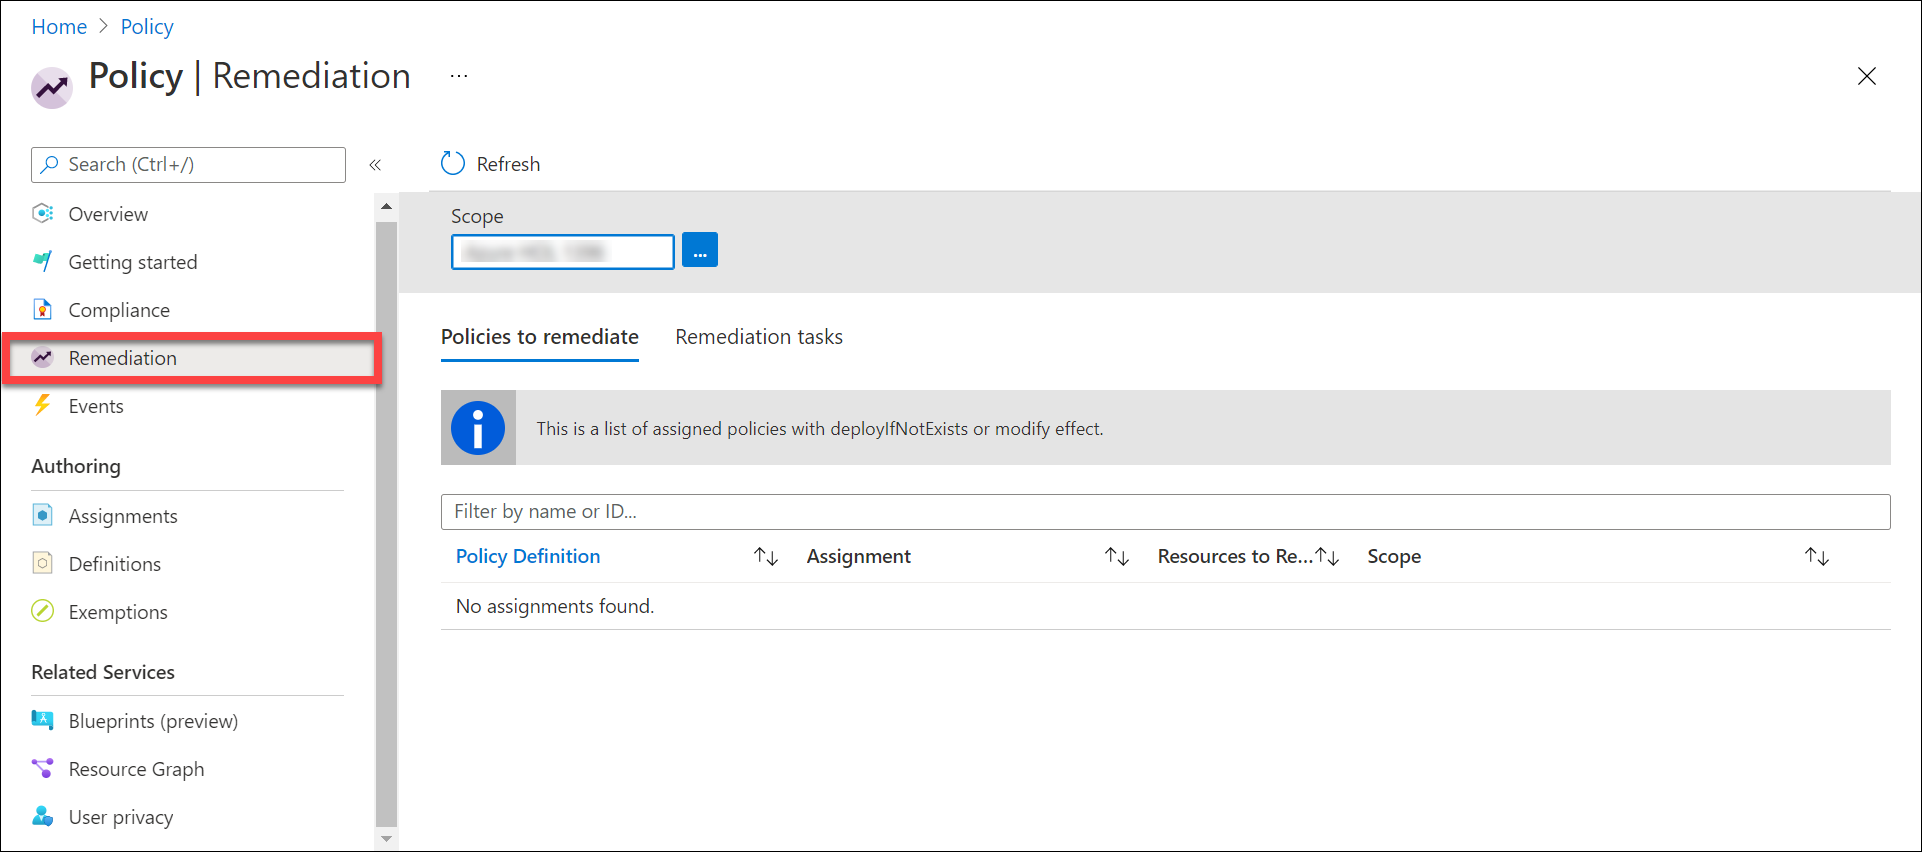 Home > Policy
Policy | Remediation ...
Search (Ctrl+/)
«
Refresh
Overview
Getting started
Compliance
Remediation
Events
Authoring
Assignments
Definitions
Exemptions
Related Services
Blueprints (preview)
Resource Graph
User privacy
Scope
...
Policies to remediate
Remediation tasks
This is a list of assigned policies with deployIfNotExists or modify effect.
Filter by name or ID...
Policy Definition Assignment Resources to Re... Scope
No assignments found.